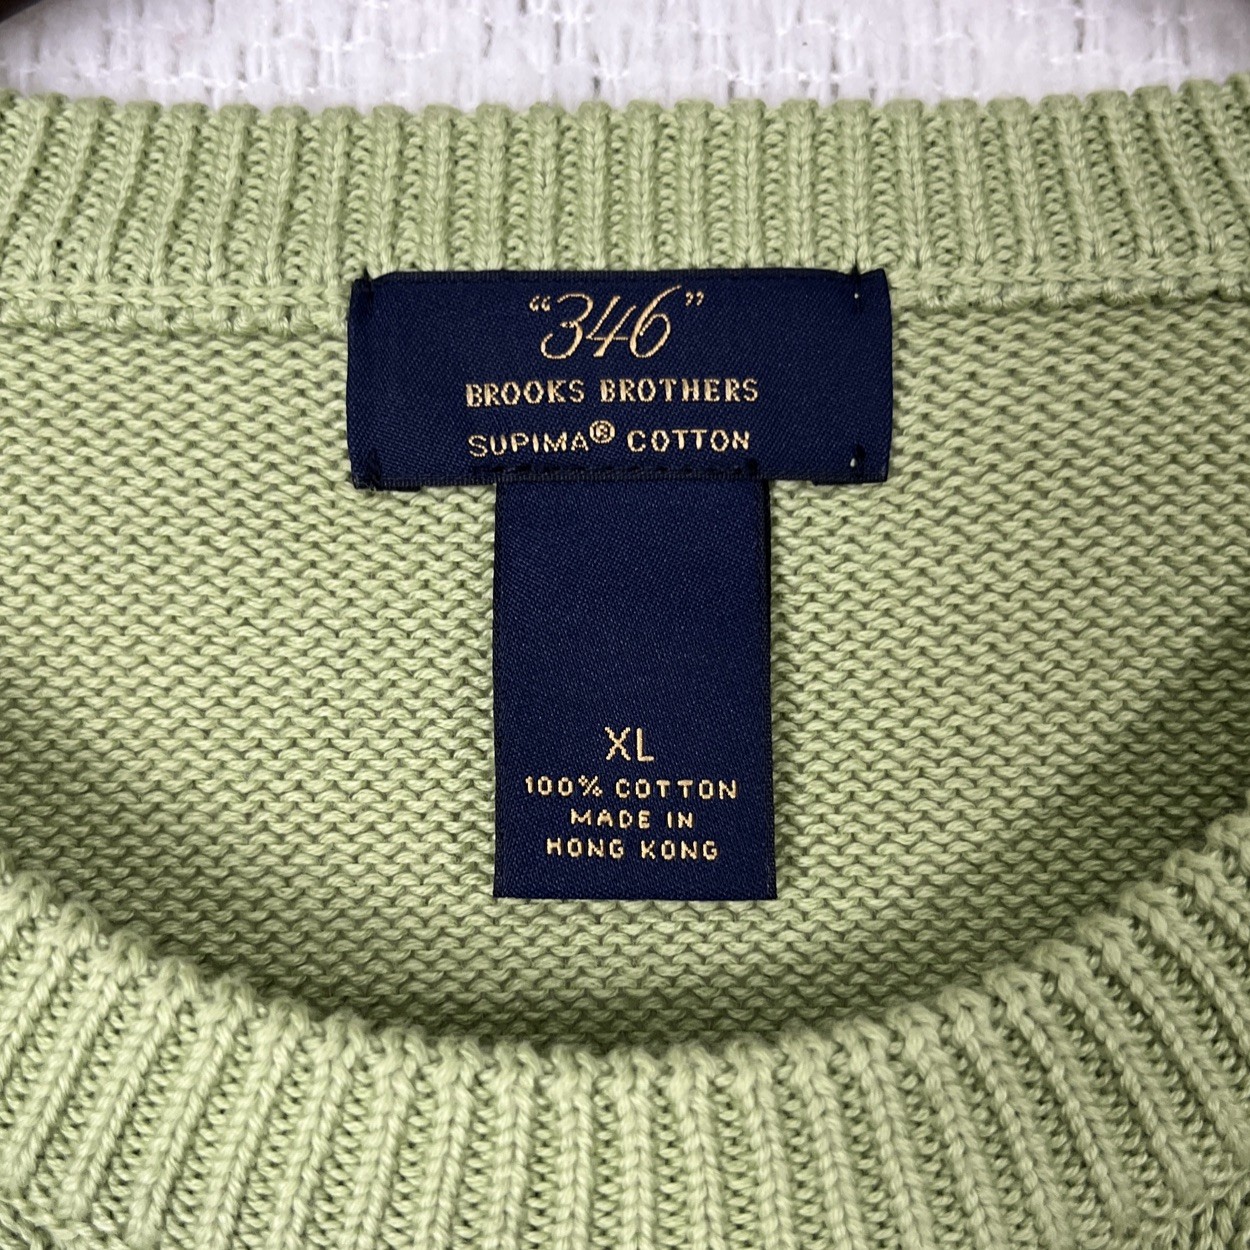 “346”
BROOKS BROTHERS
SUPIMA® COTTON
XL
100% COTTON
MADE IN
HONG KONG